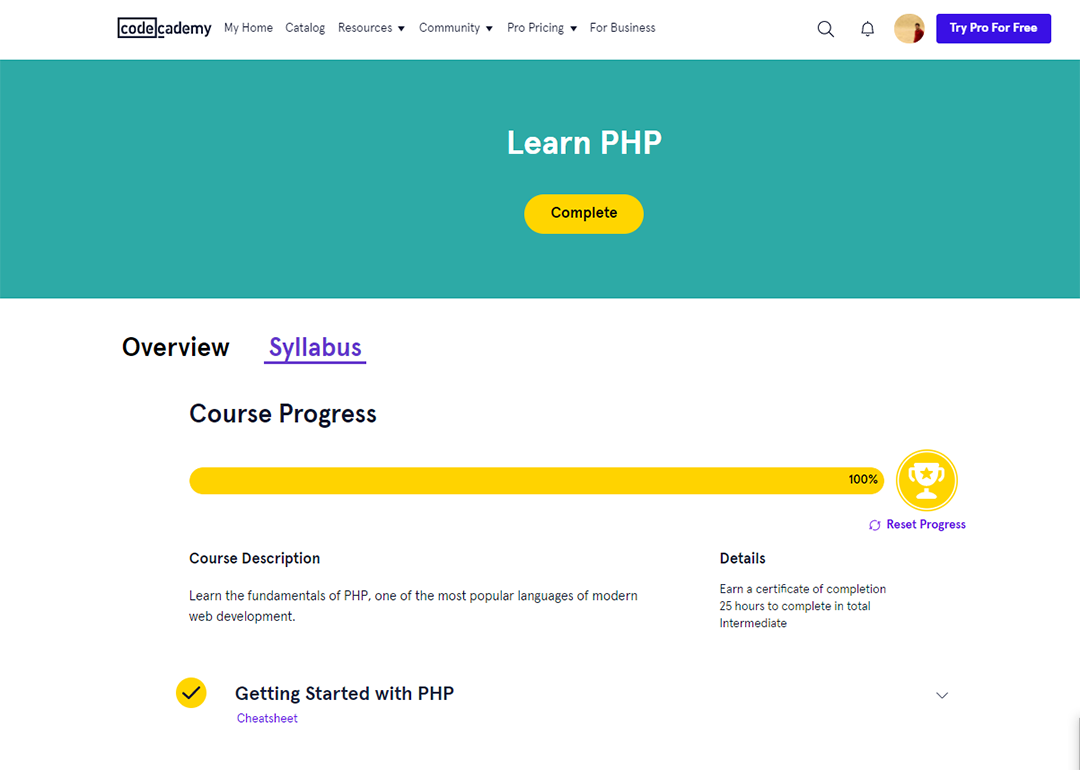 codecademy My Home Catalog Resources Community Pro Pricing For Business Try Pro For Free
Learn PHP
Complete
Overview Syllabus
Course Progress
100%
Reset Progress
Course Description
Learn the fundamentals of PHP, one of the most popular languages of modern
web development.
Details
Earn a certificate of completion
25 hours to complete in total
Intermediate
Getting Started with PHP
Cheatsheet